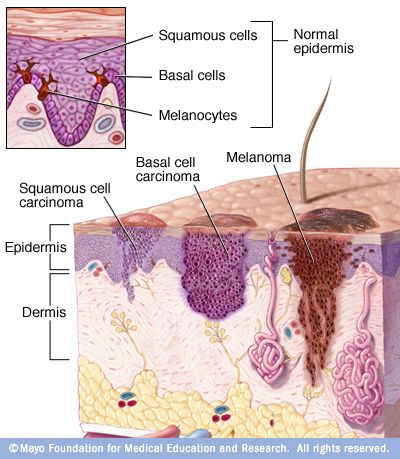 Squamous cells
Normal
epidermis
Basal cells
Melanocytes
Basal cell
carcinoma
Melanoma
Squamous cell
carcinoma
Epidermis
Dermis
© Mayo Foundation for Medical Education and Research. All rights reserved.